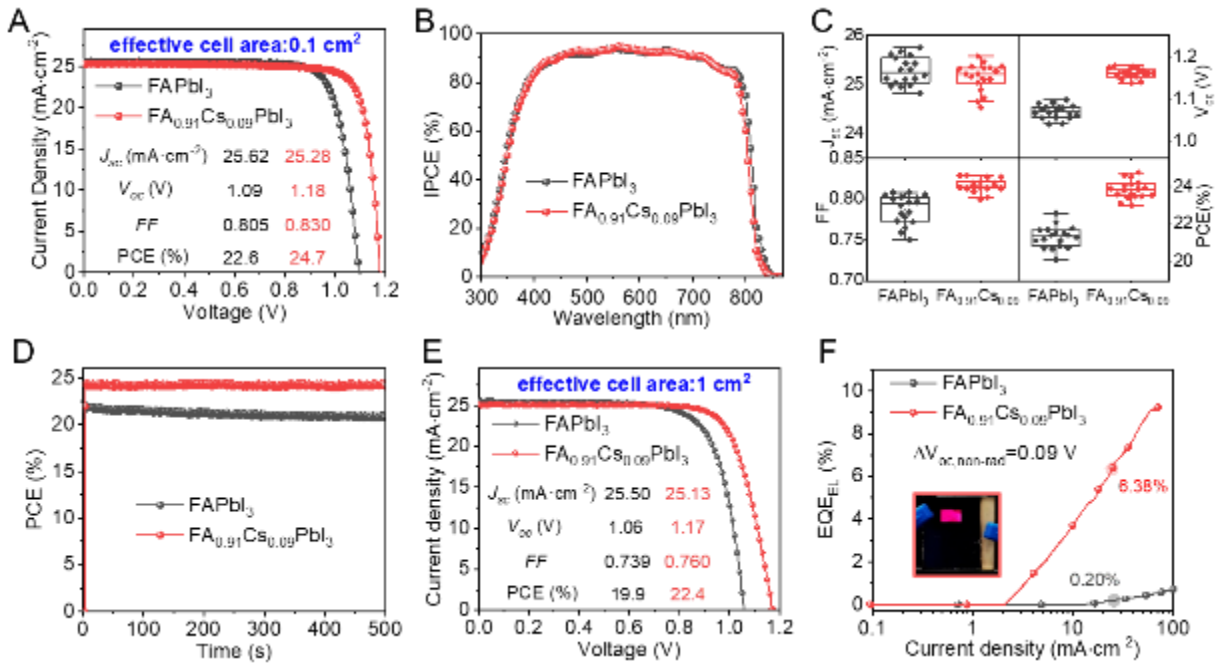 A
effective cell area:0.1 cm²
FAPbI₃
FA₀.₉₁Cs₀.₀₉PbI₃
Jsc (mA·cm⁻²) 25.62 25.28
Voc (V) 1.09 1.18
FF 0.805 0.830
PCE (%) 22.6 24.7
Current Density (mA·cm⁻²)
30
25
20
15
10
5
0
0.0 0.2 0.4 0.6 0.8 1.0 1.2
Voltage (V)
B
IPCE (%)
100
80
60
40
20
0
FAPbI₃
FA₀.₉₁Cs₀.₀₉PbI₃
300 400 500 600 700 800
Wavelength (nm)
C
Jsc (mA·cm⁻²)
26
25
24
1.2
1.1
1.0
Voc (V)
FF
0.85
0.80
0.75
0.70
24
22
20
PCE(%)
FAPbI₃ FA₀.₉₁Cs₀.₀₉ FAPbI₃ FA₀.₉₁Cs₀.₀₉
D
PCE (%)
25
20
15
10
5
0
FAPbI₃
FA₀.₉₁Cs₀.₀₉PbI₃
0 100 200 300 400 500
Time (s)
E
effective cell area:1 cm²
FAPbI₃
FA₀.₉₁Cs₀.₀₉PbI₃
Jsc (mA·cm⁻²) 25.50 25.13
Voc (V) 1.06 1.17
FF 0.739 0.760
PCE (%) 19.9 22.4
Current density (mA·cm⁻²)
30
25
20
15
10
5
0
0.0 0.2 0.4 0.6 0.8 1.0 1.2
Voltage (V)
F
EQE_EL (%)
10
8
6
4
2
0
FAPbI₃
FA₀.₉₁Cs₀.₀₉PbI₃
ΔVoc,non-rad=0.09 V
6.38%
0.20%
0.1 1 10 100
Current density (mA·cm⁻²)